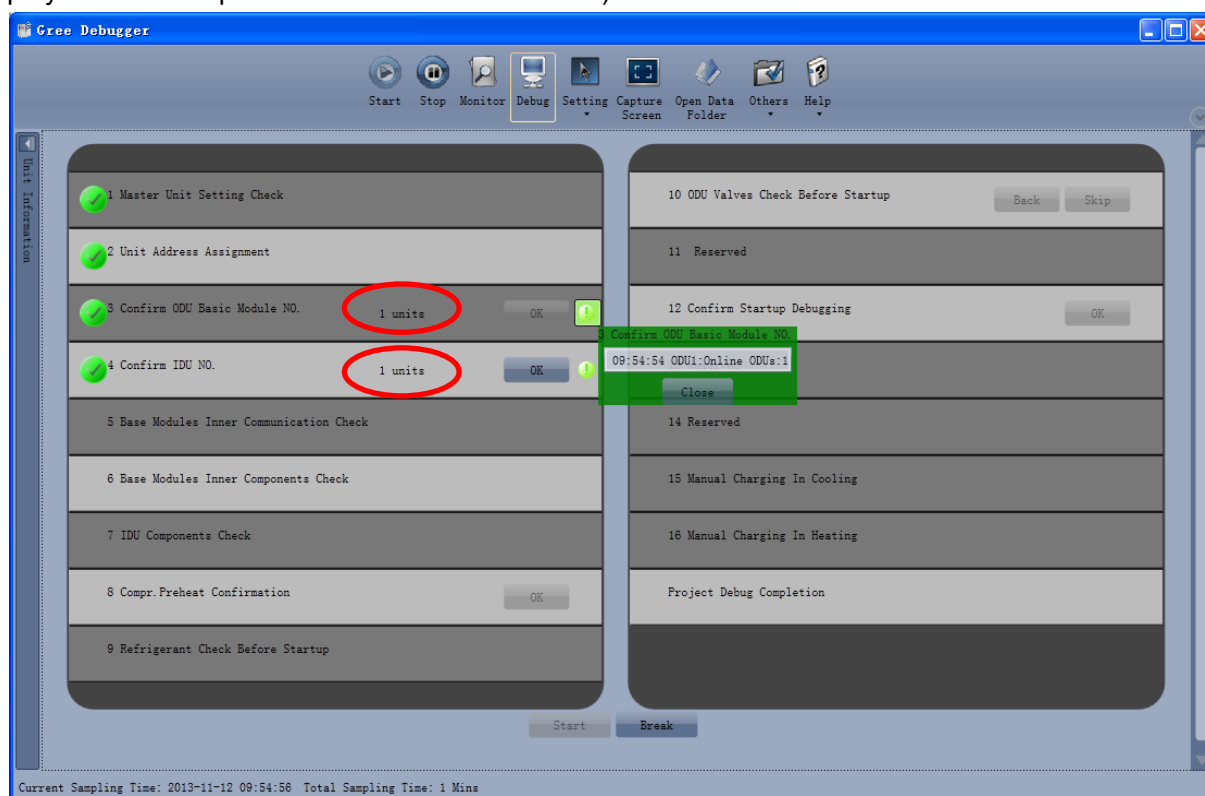 Gree Debugger
Start Stop Monitor Debug Setting Capture Screen Open Data Folder Others Help
Unit Information
1 Master Unit Setting Check
2 Unit Address Assignment
3 Confirm ODU Basic Module NO. 1 units OK
4 Confirm IDU NO. 1 units OK
5 Base Modules Inner Communication Check
6 Base Modules Inner Components Check
7 IDU Components Check
8 Compr.Preheat Confirmation OK
9 Refrigerant Check Before Startup
10 ODU Valves Check Before Startup Back Skip
11 Reserved
12 Confirm Startup Debugging OK
3 Confirm ODU Basic Module NO.
09:54:54 ODU1:Online ODUs:1
Close
14 Reserved
15 Manual Charging In Cooling
16 Manual Charging In Heating
Project Debug Completion
Start Break
Current Sampling Time: 2013-11-12 09:54:56 Total Sampling Time: 1 Mins